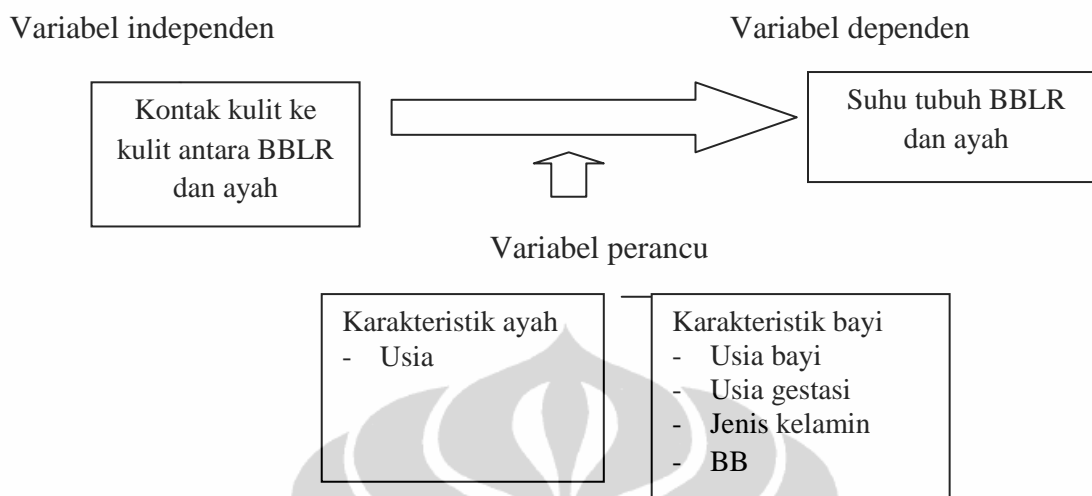 Variabel independen
Variabel dependen
Kontak kulit ke
kulit antara BBLR
dan ayah
Suhu tubuh BBLR
dan ayah
Variabel perancu
Karakteristik ayah
- Usia
Karakteristik bayi
- Usia bayi
- Usia gestasi
- Jenis kelamin
- BB